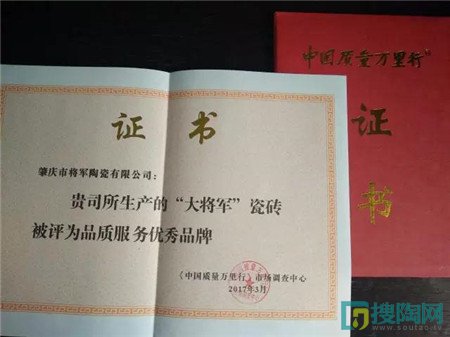 证书
肇庆市将军陶瓷有限公司：
贵司所生产的“大将军”瓷砖
被评为品质服务优秀品牌
《中国质量万里行》市场调查中心
2017年3月
中国质量万里行
证
书
搜陶网
www.soutao.tv